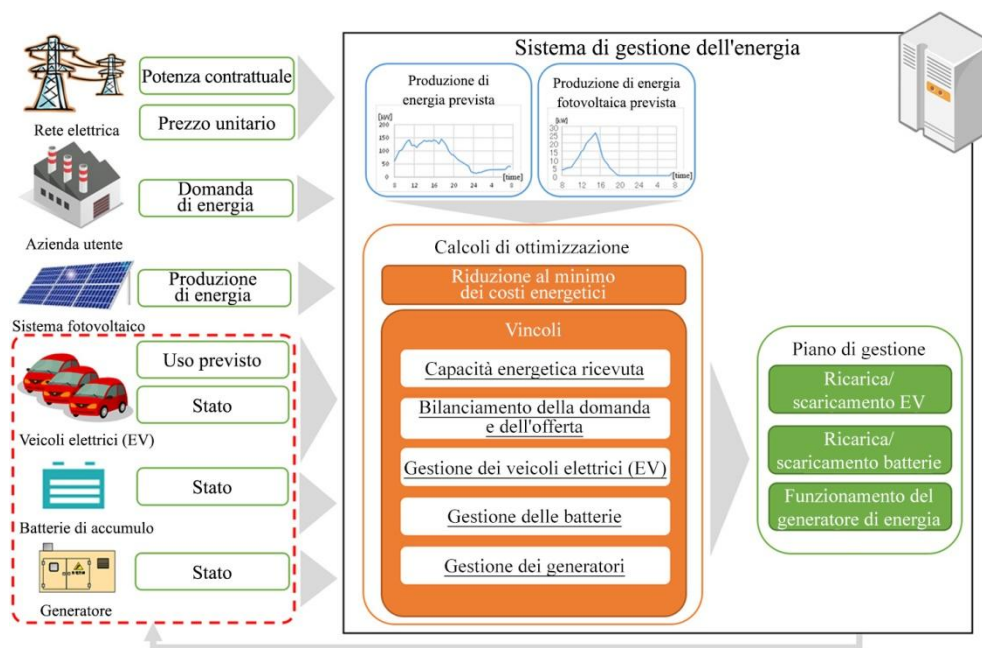 Sistema di gestione dell'energia
Potenza contrattuale
Prezzo unitario
Rete elettrica
Domanda
di energia
Azienda utente
Produzione
di energia
Sistema fotovoltaico
Uso previsto
Stato
Veicoli elettrici (EV)
Stato
Batterie di accumulo
Stato
Generatore
Produzione di
energia prevista
[kW]
200
150
100
50
0
8 12 16 20 24 4 8
[time]
Produzione di energia
fotovoltaica prevista
[kW]
30
25
20
15
10
5
0
8 12 16 20 0 4 8
[time]
Calcoli di ottimizzazione
Riduzione al minimo
dei costi energetici
Vincoli
Capacità energetica ricevuta
Bilanciamento della domanda
e dell'offerta
Gestione dei veicoli elettrici (EV)
Gestione delle batterie
Gestione dei generatori
Piano di gestione
Ricarica/
scaricamento EV
Ricarica/
scaricamento batterie
Funzionamento del
generatore di energia